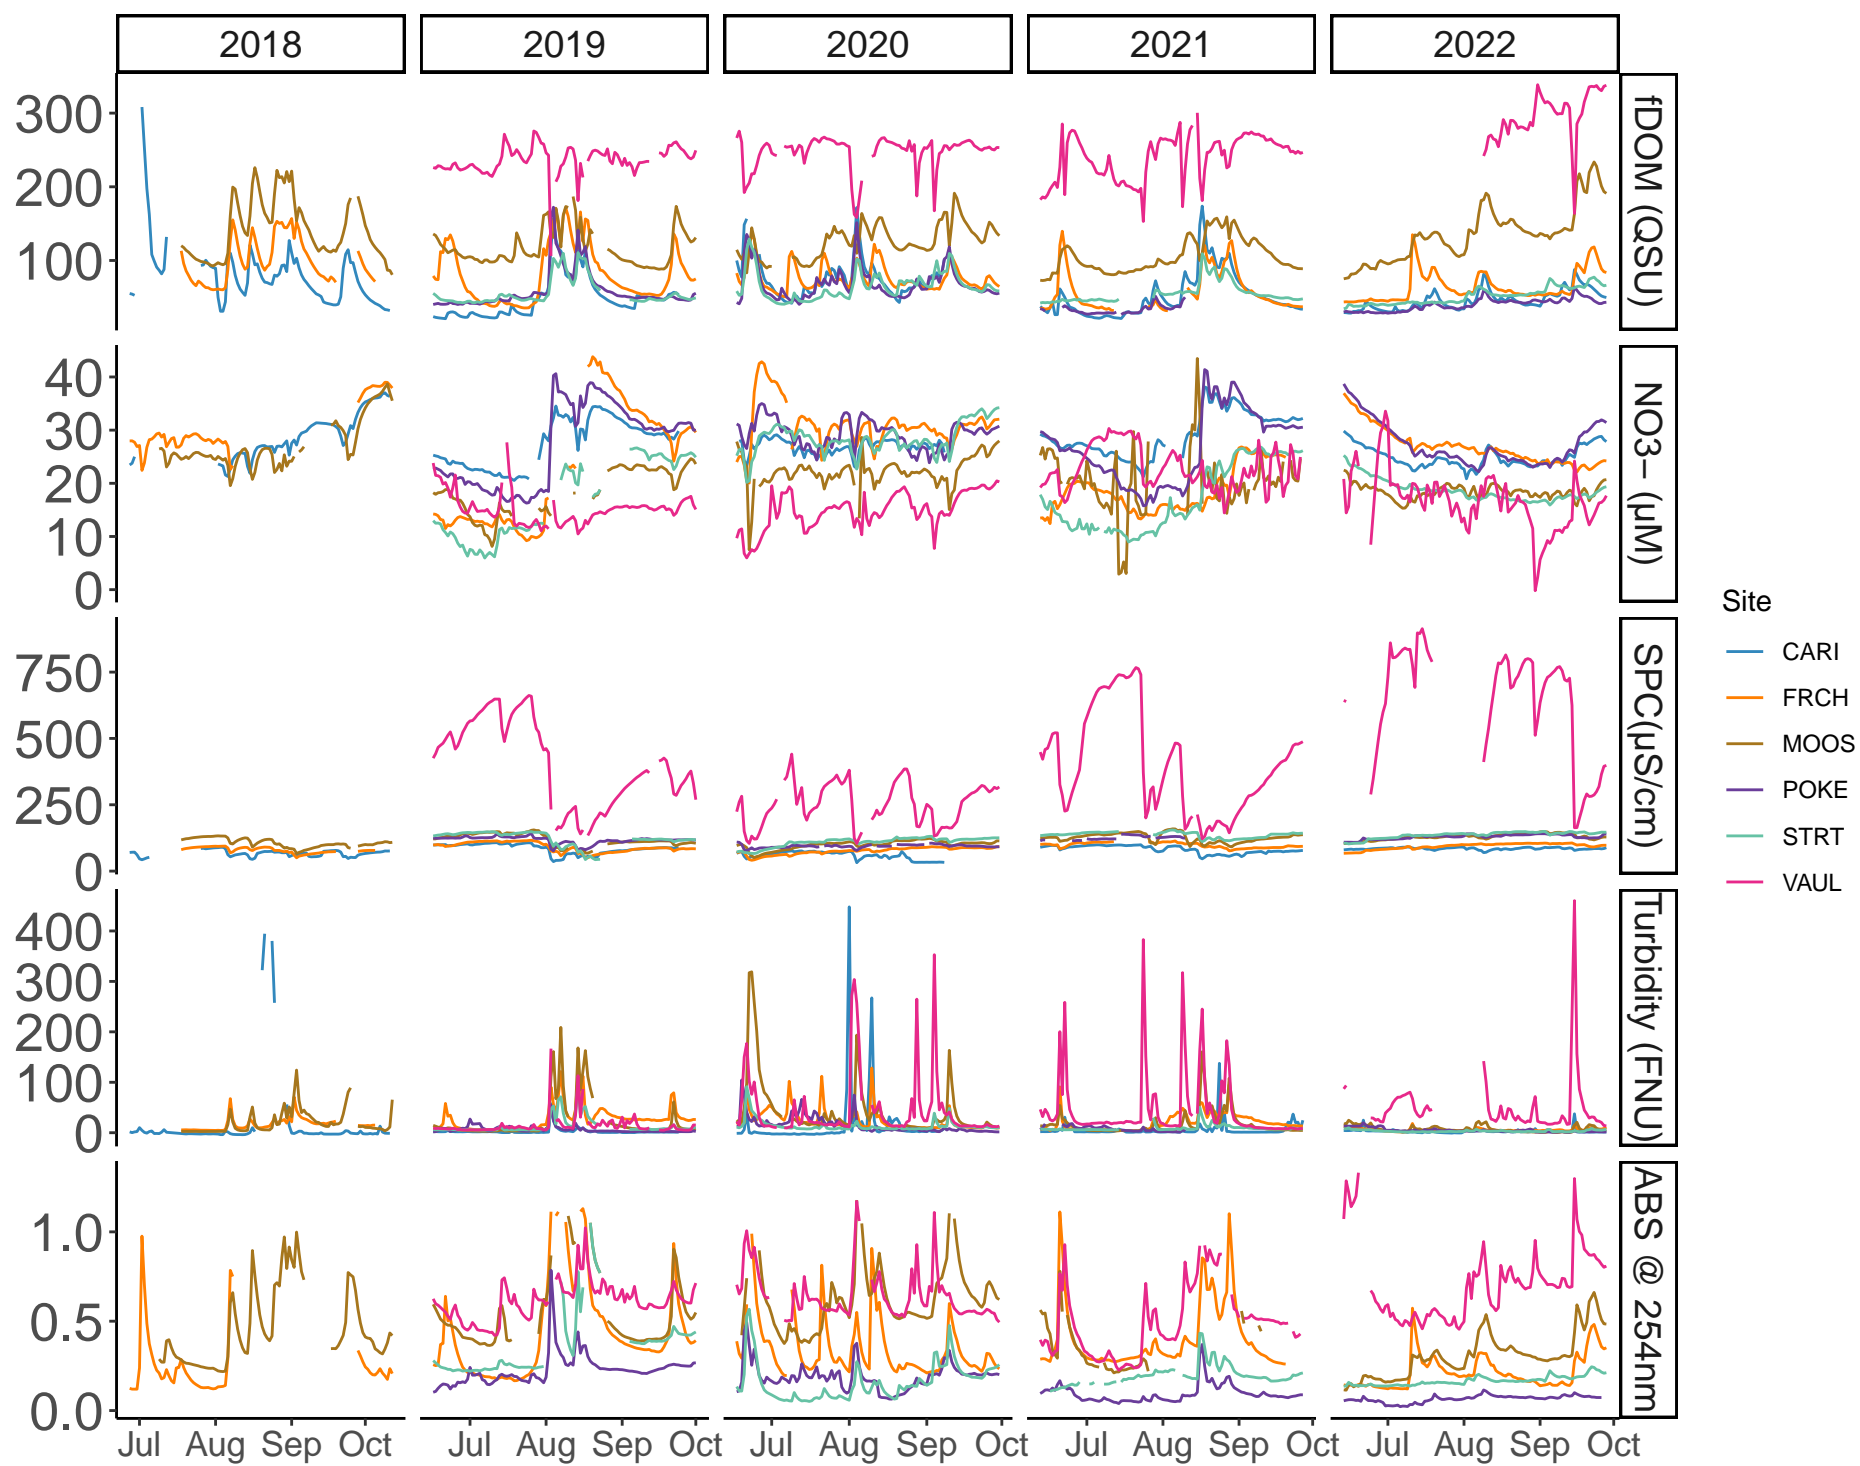 2018 2019 2020 2021 2022
300
200
100
fDOM (QSU)
40
30
20
10
0
NO3− (μM)
750
500
250
0
SPC(μS/cm)
400
300
200
100
0
Turbidity (FNU)
1.0
0.5
0.0
ABS @ 254nm
Jul Aug Sep Oct Jul Aug Sep Oct Jul Aug Sep Oct Jul Aug Sep Oct Jul Aug Sep Oct
Site
CARI
FRCH
MOOS
POKE
STRT
VAUL